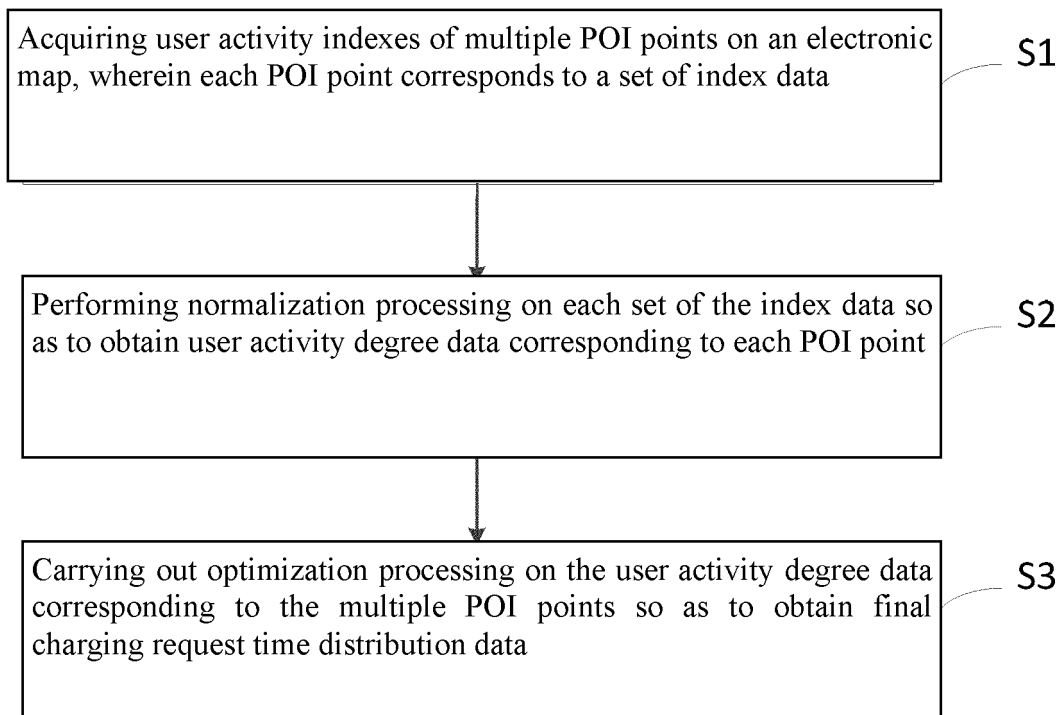 Acquiring user activity indexes of multiple POI points on an electronic
map, wherein each POI point corresponds to a set of index data
S1
Performing normalization processing on each set of the index data so
as to obtain user activity degree data corresponding to each POI point
S2
Carrying out optimization processing on the user activity degree data
corresponding to the multiple POI points so as to obtain final
charging request time distribution data
S3